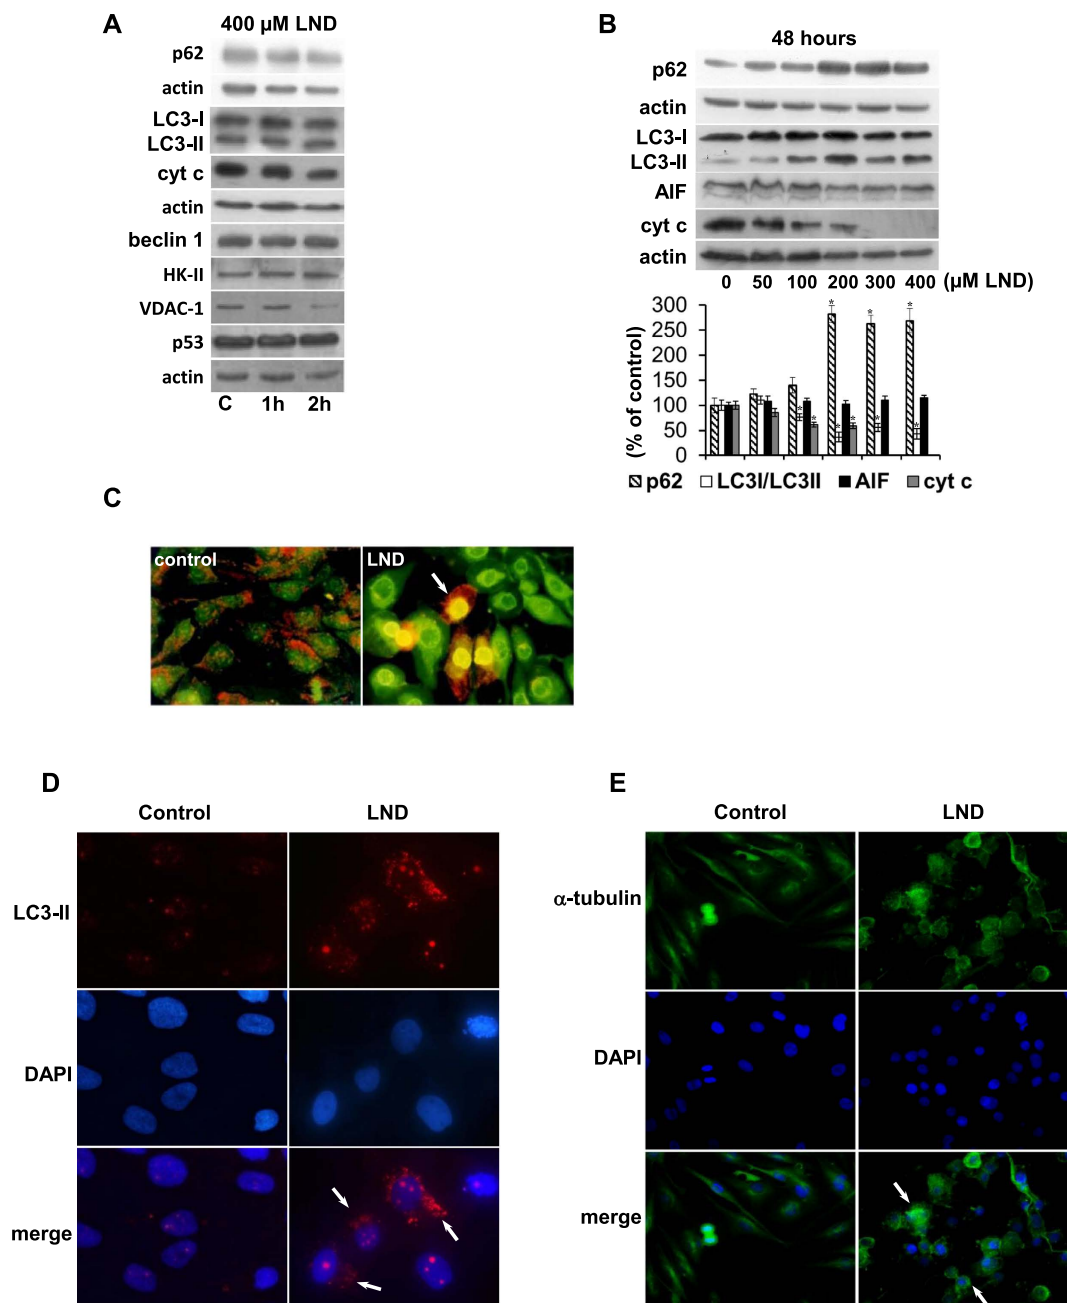 A
400 µM LND
p62
actin
LC3-I
LC3-II
cyt c
actin
beclin 1
HK-II
VDAC-1
p53
actin
C 1h 2h
B
48 hours
p62
actin
LC3-I
LC3-II
AIF
cyt c
actin
0 50 100 200 300 400 (µM LND)
(% of control)
300
250
200
150
100
50
0
* * * * * * * * *
p62 LC3I/LC3II AIF cyt c
C
control LND
D
Control LND
LC3-II
DAPI
merge
E
Control LND
α-tubulin
DAPI
merge